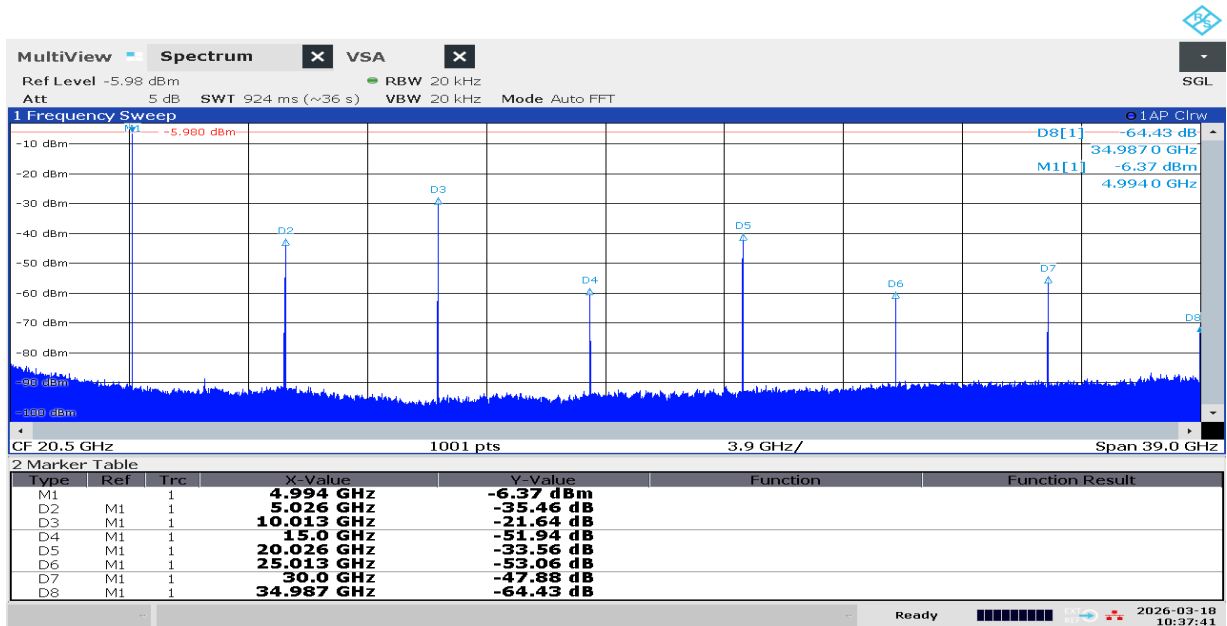 R&S
MultiView Spectrum X VSA X
Ref Level -5.98 dBm RBW 20 kHz SGL
Att 5 dB SWT 924 ms (~36 s) VBW 20 kHz Mode Auto FFT
1 Frequency Sweep 1AP Clrw
M1 -5.980 dBm D8[1] -64.43 dB
-10 dBm 34.9870 GHz
M1[1] -6.37 dBm
-20 dBm 4.9940 GHz
D3
-30 dBm
D2 D5
-40 dBm
-50 dBm
D4 D6 D7
-60 dBm
-70 dBm D8
-80 dBm
-90 dBm
-100 dBm
CF 20.5 GHz 1001 pts 3.9 GHz/ Span 39.0 GHz
2 Marker Table
Type Ref Trc X-Value Y-Value Function Function Result
M1 1 4.994 GHz -6.37 dBm
D2 M1 1 5.026 GHz -35.46 dB
D3 M1 1 10.013 GHz -21.64 dB
D4 M1 1 15.0 GHz -51.94 dB
D5 M1 1 20.026 GHz -33.56 dB
D6 M1 1 25.013 GHz -53.06 dB
D7 M1 1 30.0 GHz -47.88 dB
D8 M1 1 34.987 GHz -64.43 dB
Ready EXT REF 2026-03-18
10:37:41